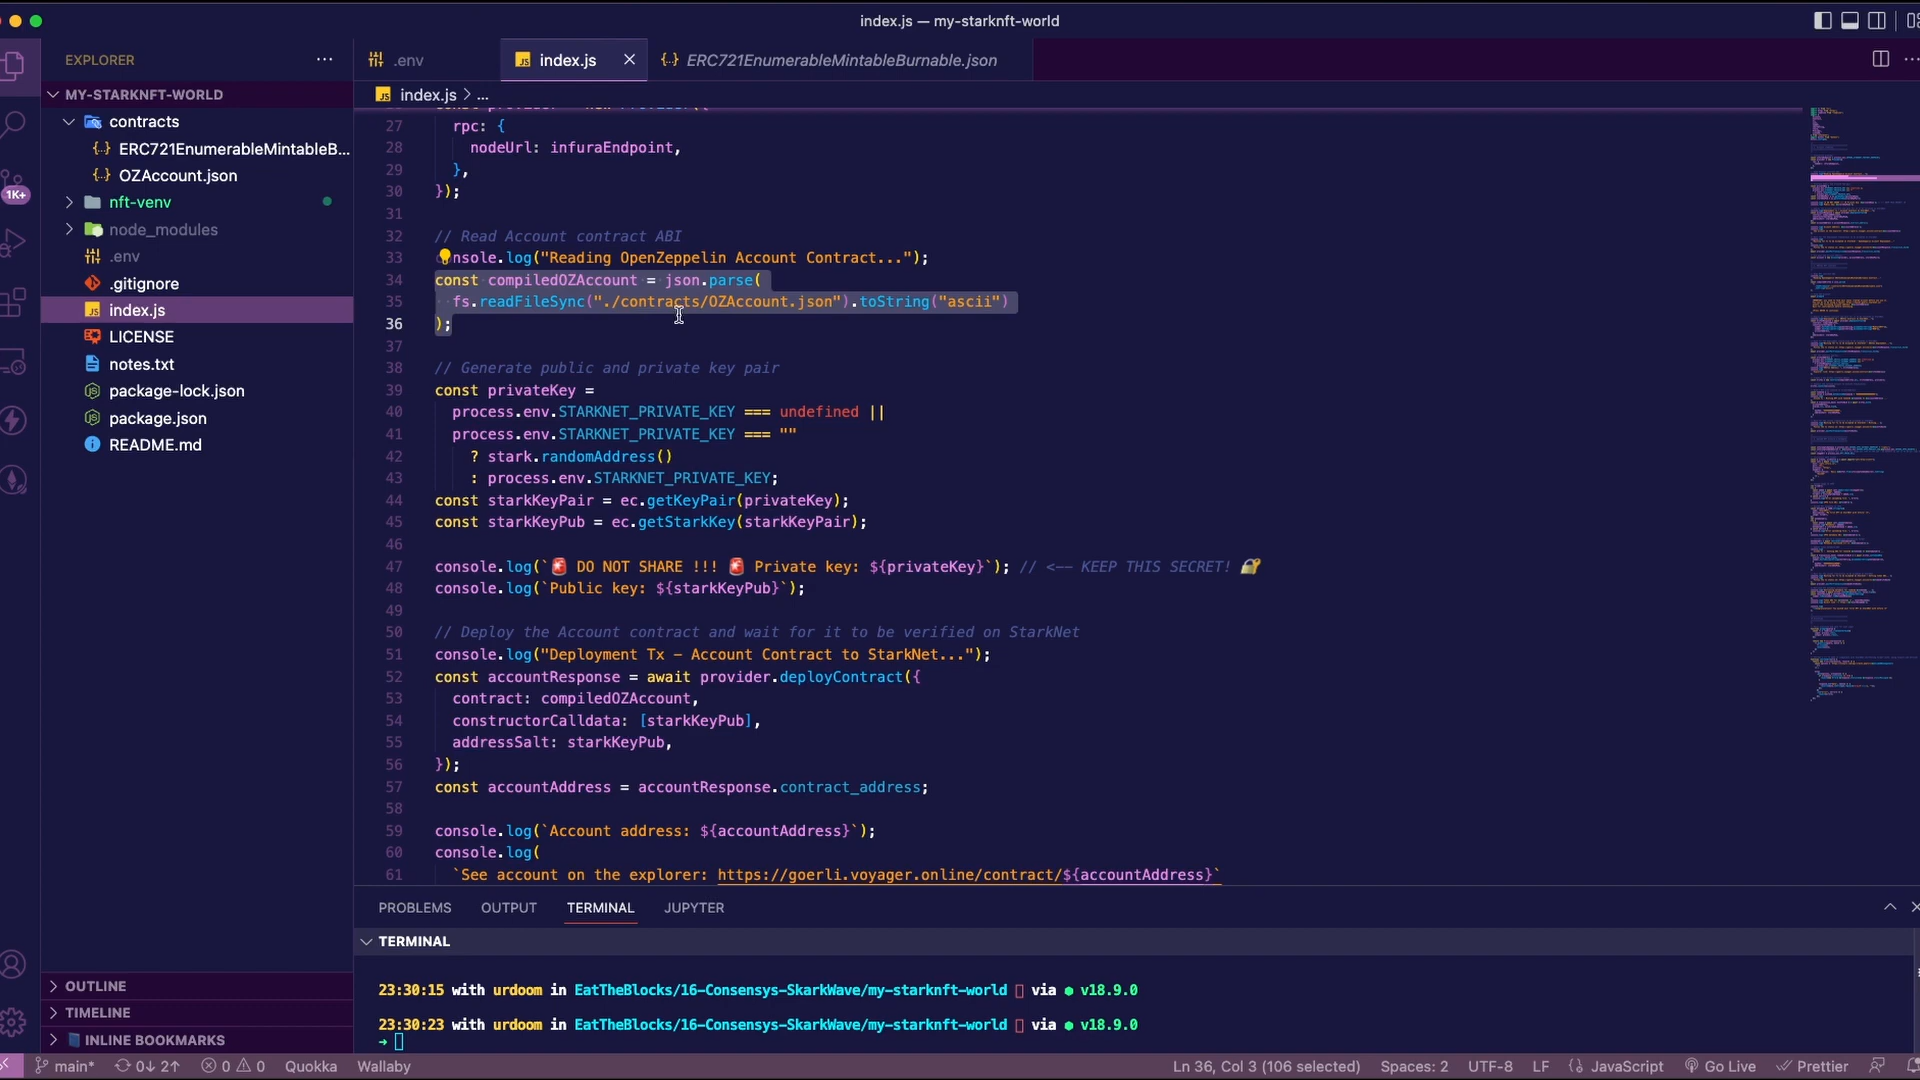 index.js — my-starknft-world
EXPLORER
MY-STARKNFT-WORLD
contracts
ERC721EnumerableMintableB...
OZAccount.json
nft-venv
node_modules
.env
.gitignore
index.js
LICENSE
notes.txt
package-lock.json
package.json
README.md
1K+
OUTLINE
TIMELINE
INLINE BOOKMARKS
.env
index.js
ERC721EnumerableMintableBurnable.json
index.js > ...
27 rpc: {
28 nodeUrl: infuraEndpoint,
29 },
30 });
31
32 // Read Account contract ABI
33 nsole.log("Reading OpenZeppelin Account Contract...");
34 const compiledOZAccount = json.parse(
35 fs.readFileSync("./contracts/OZAccount.json").toString("ascii")
36 );
37
38 // Generate public and private key pair
39 const privateKey =
40 process.env.STARKNET_PRIVATE_KEY === undefined ||
41 process.env.STARKNET_PRIVATE_KEY === ""
42 ? stark.randomAddress()
43 : process.env.STARKNET_PRIVATE_KEY;
44 const starkKeyPair = ec.getKeyPair(privateKey);
45 const starkKeyPub = ec.getStarkKey(starkKeyPair);
46
47 console.log(`🚨 DO NOT SHARE !!! 🚨 Private key: ${privateKey}`); // <-- KEEP THIS SECRET! 🔐
48 console.log(`Public key: ${starkKeyPub}`);
49
50 // Deploy the Account contract and wait for it to be verified on StarkNet
51 console.log("Deployment Tx - Account Contract to StarkNet...");
52 const accountResponse = await provider.deployContract({
53 contract: compiledOZAccount,
54 constructorCalldata: [starkKeyPub],
55 addressSalt: starkKeyPub,
56 });
57 const accountAddress = accountResponse.contract_address;
58
59 console.log(`Account address: ${accountAddress}`);
60 console.log(
61 `See account on the explorer: https://goerli.voyager.online/contract/${accountAddress}`
PROBLEMS OUTPUT TERMINAL JUPYTER
TERMINAL
23:30:15 with urdoom in EatTheBlocks/16-Consensys-SkarkWave/my-starknft-world via v18.9.0
23:30:23 with urdoom in EatTheBlocks/16-Consensys-SkarkWave/my-starknft-world via v18.9.0
→
main* 0↓ 2↑ 0 0 Quokka Wallaby Ln 36, Col 3 (106 selected) Spaces: 2 UTF-8 LF JavaScript Go Live Prettier